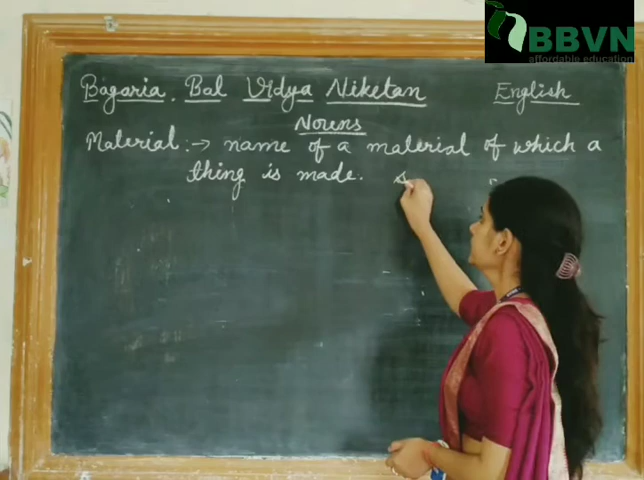 BBVN
affordable education
Bagaria Bal Vidya Niketan English
Nouns
Material :→ name of a material of which a
thing is made.